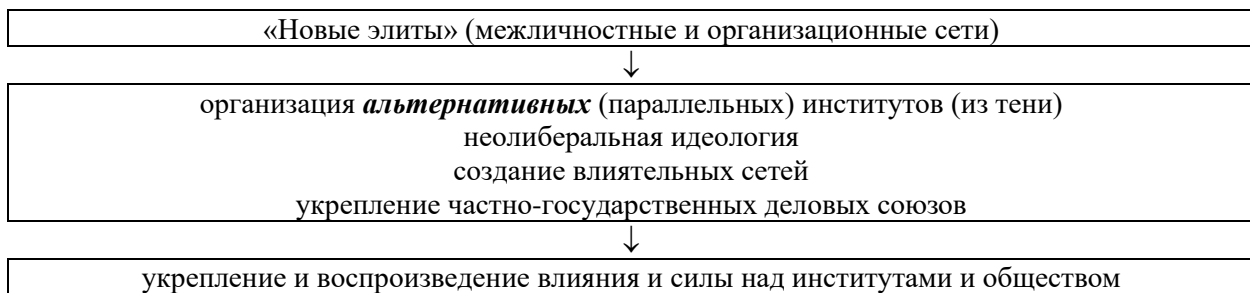 «Новые элиты» (межличностные и организационные сети)
↓
организация альтернативных (параллельных) институтов (из тени)
неолиберальная идеология
создание влиятельных сетей
укрепление частно-государственных деловых союзов
↓
укрепление и воспроизведение влияния и силы над институтами и обществом